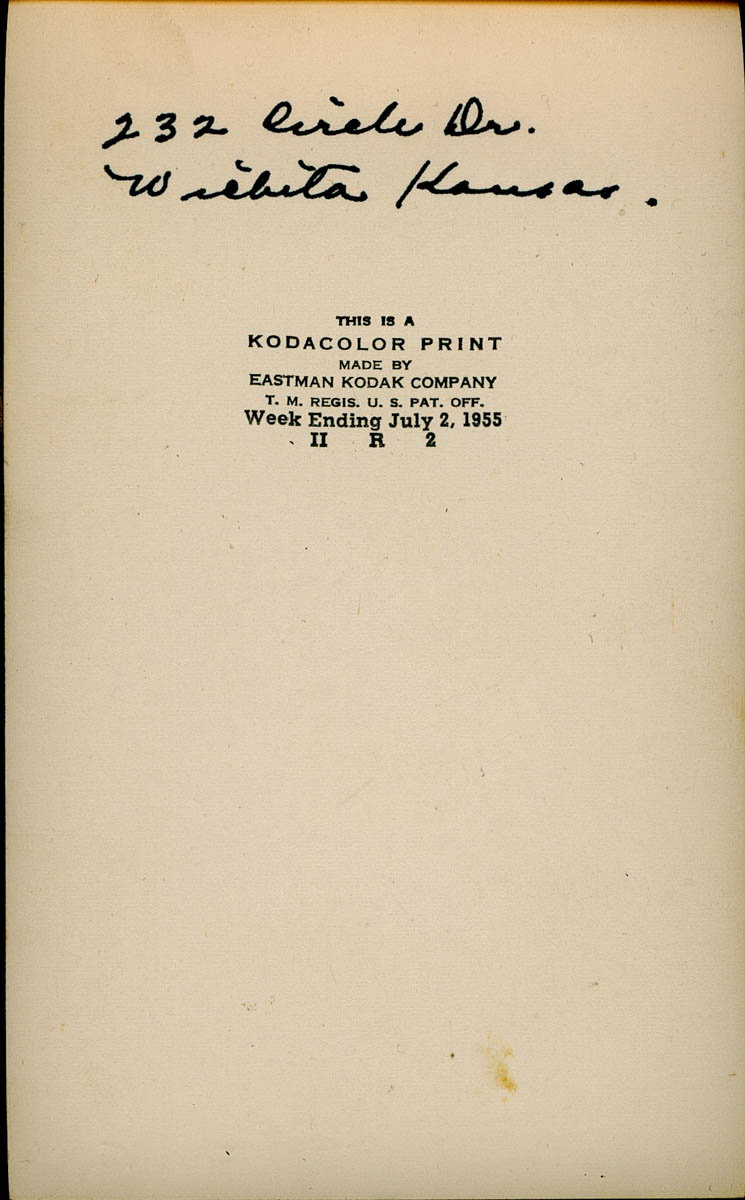 232 Circle Dr.
Wichita Kansas.
THIS IS A
KODACOLOR PRINT
MADE BY
EASTMAN KODAK COMPANY
T. M. REGIS. U. S. PAT. OFF.
Week Ending July 2, 1955
II R 2